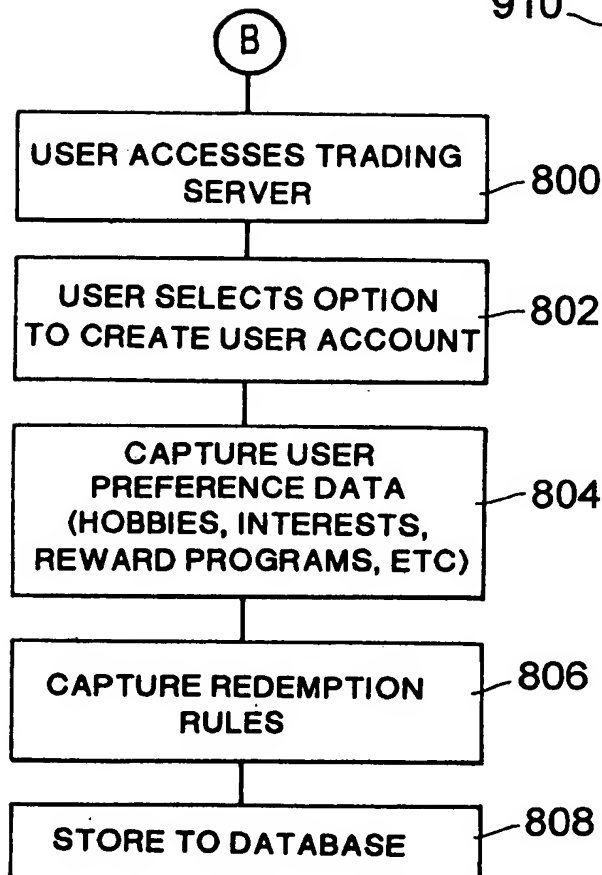 910
B
USER ACCESSES TRADING
SERVER
800
USER SELECTS OPTION
TO CREATE USER ACCOUNT
802
CAPTURE USER
PREFERENCE DATA
(HOBBIES, INTERESTS,
REWARD PROGRAMS, ETC)
804
CAPTURE REDEMPTION
RULES
806
STORE TO DATABASE
808